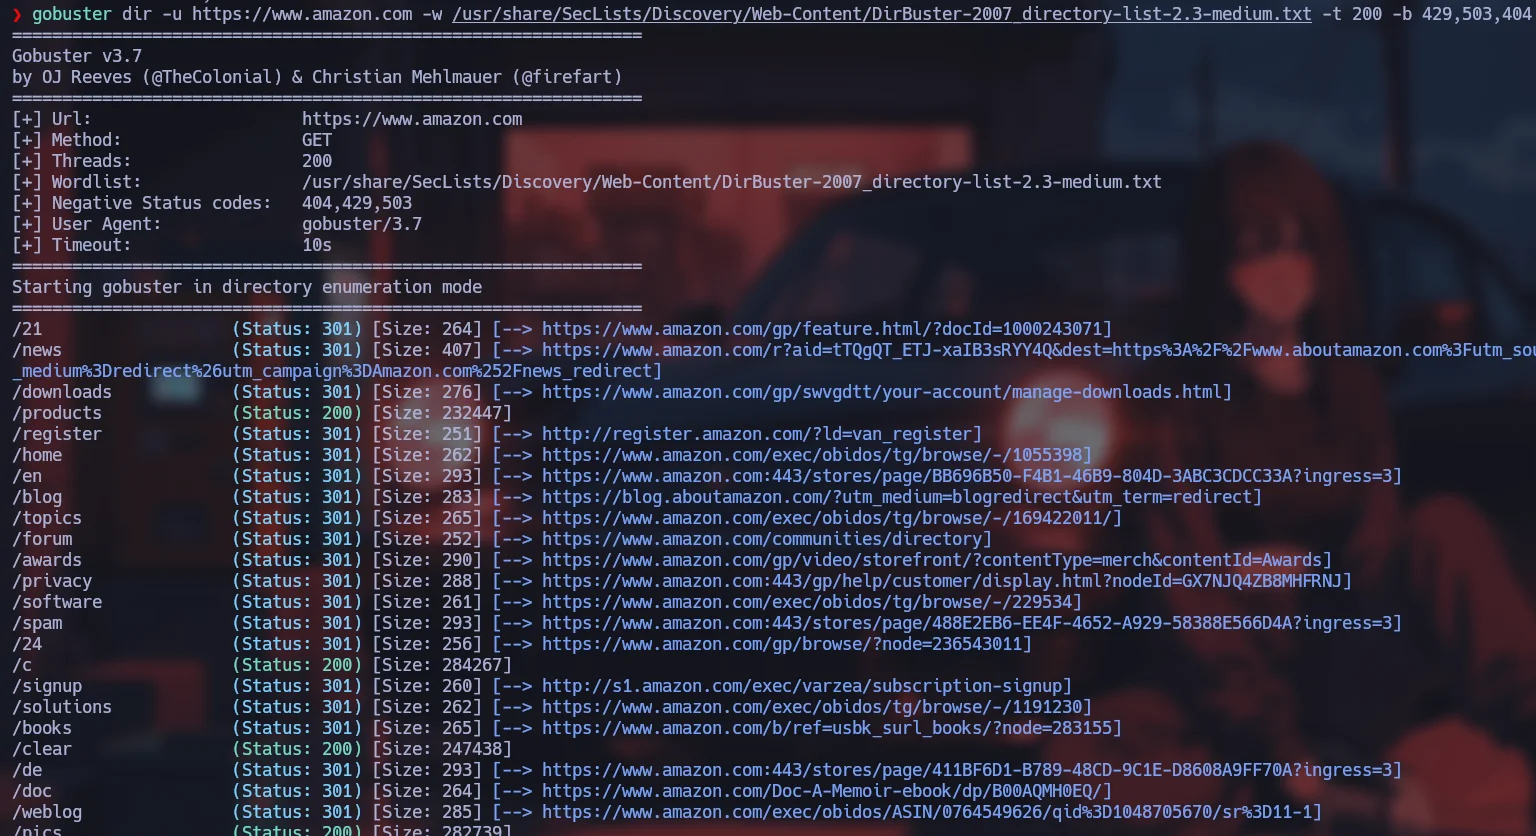 ❯ gobuster dir -u https://www.amazon.com -w /usr/share/SecLists/Discovery/Web-Content/DirBuster-2007_directory-list-2.3-medium.txt -t 200 -b 429,503,404
===============================================================
Gobuster v3.7
by OJ Reeves (@TheColonial) & Christian Mehlmauer (@firefart)
===============================================================
[+] Url:                     https://www.amazon.com
[+] Method:                  GET
[+] Threads:                 200
[+] Wordlist:                /usr/share/SecLists/Discovery/Web-Content/DirBuster-2007_directory-list-2.3-medium.txt
[+] Negative Status codes:   404,429,503
[+] User Agent:              gobuster/3.7
[+] Timeout:                 10s
===============================================================
Starting gobuster in directory enumeration mode
===============================================================
/21                   (Status: 301) [Size: 264] [--> https://www.amazon.com/gp/feature.html/?docId=1000243071]
/news                 (Status: 301) [Size: 407] [--> https://www.amazon.com/r?aid=tTQgQT_ETJ-xaIB3sRYY4Q&dest=https%3A%2F%2Fwww.aboutamazon.com%3Futm_sou
_medium%3Dredirect%26utm_campaign%3DAmazon.com%252Fnews_redirect]
/downloads            (Status: 301) [Size: 276] [--> https://www.amazon.com/gp/swvgdtt/your-account/manage-downloads.html]
/products             (Status: 200) [Size: 232447]
/register             (Status: 301) [Size: 251] [--> http://register.amazon.com/?ld=van_register]
/home                 (Status: 301) [Size: 262] [--> https://www.amazon.com/exec/obidos/tg/browse/-/1055398]
/en                   (Status: 301) [Size: 293] [--> https://www.amazon.com:443/stores/page/BB696B50-F4B1-46B9-804D-3ABC3CDCC33A?ingress=3]
/blog                 (Status: 301) [Size: 283] [--> https://blog.aboutamazon.com/?utm_medium=blogredirect&utm_term=redirect]
/topics               (Status: 301) [Size: 265] [--> https://www.amazon.com/exec/obidos/tg/browse/-/169422011/]
/forum                (Status: 301) [Size: 252] [--> https://www.amazon.com/communities/directory]
/awards               (Status: 301) [Size: 290] [--> https://www.amazon.com/gp/video/storefront/?contentType=merch&contentId=Awards]
/privacy              (Status: 301) [Size: 288] [--> https://www.amazon.com:443/gp/help/customer/display.html?nodeId=GX7NJQ4ZB8MHFRNJ]
/software             (Status: 301) [Size: 261] [--> https://www.amazon.com/exec/obidos/tg/browse/-/229534]
/spam                 (Status: 301) [Size: 293] [--> https://www.amazon.com:443/stores/page/488E2EB6-EE4F-4652-A929-58388E566D4A?ingress=3]
/24                   (Status: 301) [Size: 256] [--> https://www.amazon.com/gp/browse/?node=236543011]
/c                    (Status: 200) [Size: 284267]
/signup               (Status: 301) [Size: 260] [--> http://s1.amazon.com/exec/varzea/subscription-signup]
/solutions            (Status: 301) [Size: 262] [--> https://www.amazon.com/exec/obidos/tg/browse/-/1191230]
/books                (Status: 301) [Size: 265] [--> https://www.amazon.com/b/ref=usbk_surl_books/?node=283155]
/clear                (Status: 200) [Size: 247438]
/de                   (Status: 301) [Size: 293] [--> https://www.amazon.com:443/stores/page/411BF6D1-B789-48CD-9C1E-D8608A9FF70A?ingress=3]
/doc                  (Status: 301) [Size: 264] [--> https://www.amazon.com/Doc-A-Memoir-ebook/dp/B00AQMH0EQ/]
/weblog               (Status: 301) [Size: 285] [--> https://www.amazon.com/exec/obidos/ASIN/0764549626/qid%3D1048705670/sr%3D11-1]
/pics                 (Status: 200) [Size: 282739]